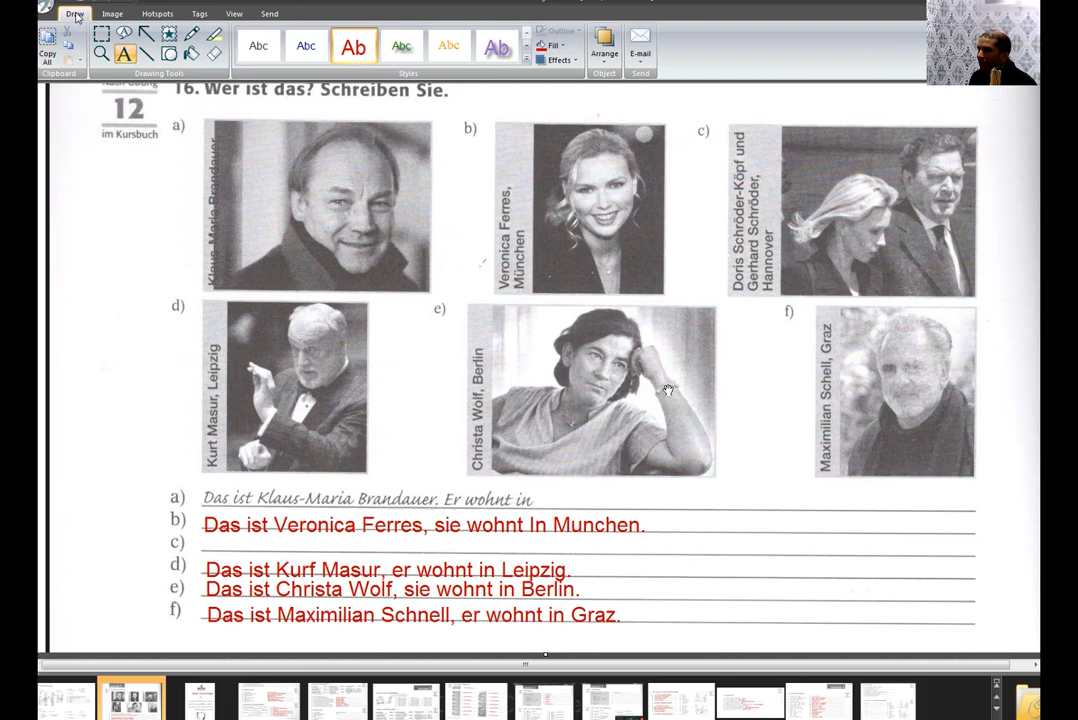 Draw Image Hotspots Tags View Send
Copy
All
Clipboard
Drawing Tools
Abc Abc Ab Abc Abc Ab
Styles
Outline
Fill
Effects
Arrange
Object
E-mail
Send
12
im Kursbuch
16. Wer ist das? Schreiben Sie.
a)
Klaus-Maria Brandauer
b)
Veronica Ferres,
München
c)
Doris Schröder-Köpf und
Gerhard Schröder,
Hannover
d)
Kurt Masur, Leipzig
e)
Christa Wolf, Berlin
f)
Maximilian Schell, Graz
a) Das ist Klaus-Maria Brandauer. Er wohnt in
b) Das ist Veronica Ferres, sie wohnt In Munchen.
c)
d) Das ist Kurf Masur, er wohnt in Leipzig.
e) Das ist Christa Wolf, sie wohnt in Berlin.
f) Das ist Maximilian Schnell, er wohnt in Graz.